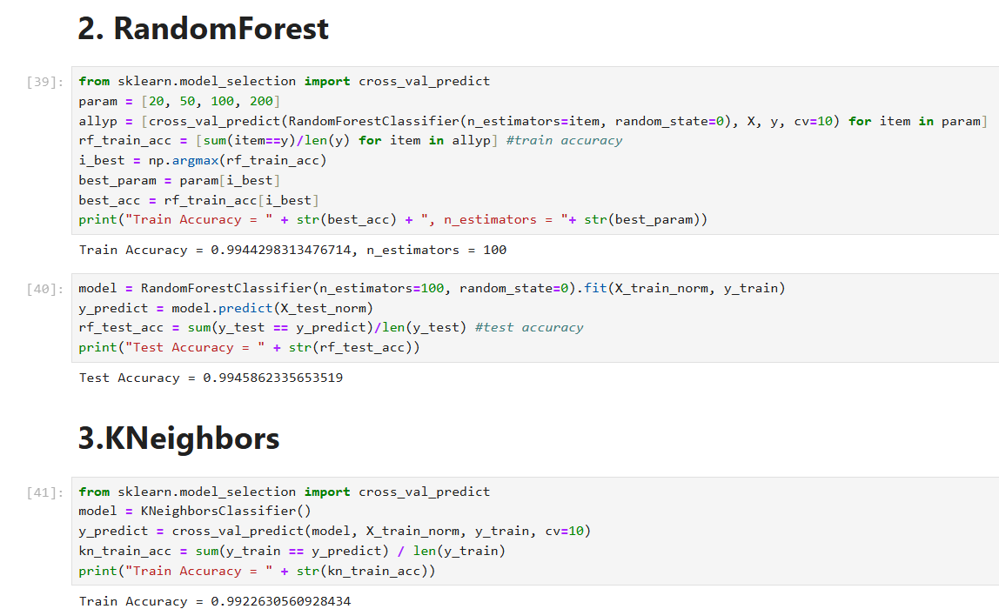 2. RandomForest
[39]:
from sklearn.model_selection import cross_val_predict
param = [20, 50, 100, 200]
allyp = [cross_val_predict(RandomForestClassifier(n_estimators=item, random_state=0), X, y, cv=10) for item in param]
rf_train_acc = [sum(item==y)/len(y) for item in allyp] #train accuracy
i_best = np.argmax(rf_train_acc)
best_param = param[i_best]
best_acc = rf_train_acc[i_best]
print("Train Accuracy = " + str(best_acc) + ", n_estimators = "+ str(best_param))
Train Accuracy = 0.9944298313476714, n_estimators = 100
[40]:
model = RandomForestClassifier(n_estimators=100, random_state=0).fit(X_train_norm, y_train)
y_predict = model.predict(X_test_norm)
rf_test_acc = sum(y_test == y_predict)/len(y_test) #test accuracy
print("Test Accuracy = " + str(rf_test_acc))
Test Accuracy = 0.9945862335653519
3.KNeighbors
[41]:
from sklearn.model_selection import cross_val_predict
model = KNeighborsClassifier()
y_predict = cross_val_predict(model, X_train_norm, y_train, cv=10)
kn_train_acc = sum(y_train == y_predict) / len(y_train)
print("Train Accuracy = " + str(kn_train_acc))
Train Accuracy = 0.9922630560928434